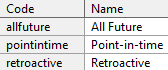 Code Name
allfuture All Future
pointintime Point-in-time
retroactive Retroactive